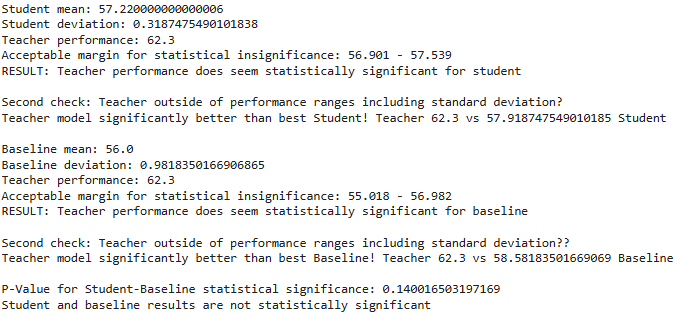 Student mean: 57.220000000000006
Student deviation: 0.3187475490101838
Teacher performance: 62.3
Acceptable margin for statistical insignificance: 56.901 - 57.539
RESULT: Teacher performance does seem statistically significant for student
Second check: Teacher outside of performance ranges including standard deviation?
Teacher model significantly better than best Student! Teacher 62.3 vs 57.918747549010185 Student
Baseline mean: 56.0
Baseline deviation: 0.9818350166906865
Teacher performance: 62.3
Acceptable margin for statistical insignificance: 55.018 - 56.982
RESULT: Teacher performance does seem statistically significant for baseline
Second check: Teacher outside of performance ranges including standard deviation??
Teacher model significantly better than best Baseline! Teacher 62.3 vs 58.58183501669069 Baseline
P-Value for Student-Baseline statistical significance: 0.140016503197169
Student and baseline results are not statistically significant